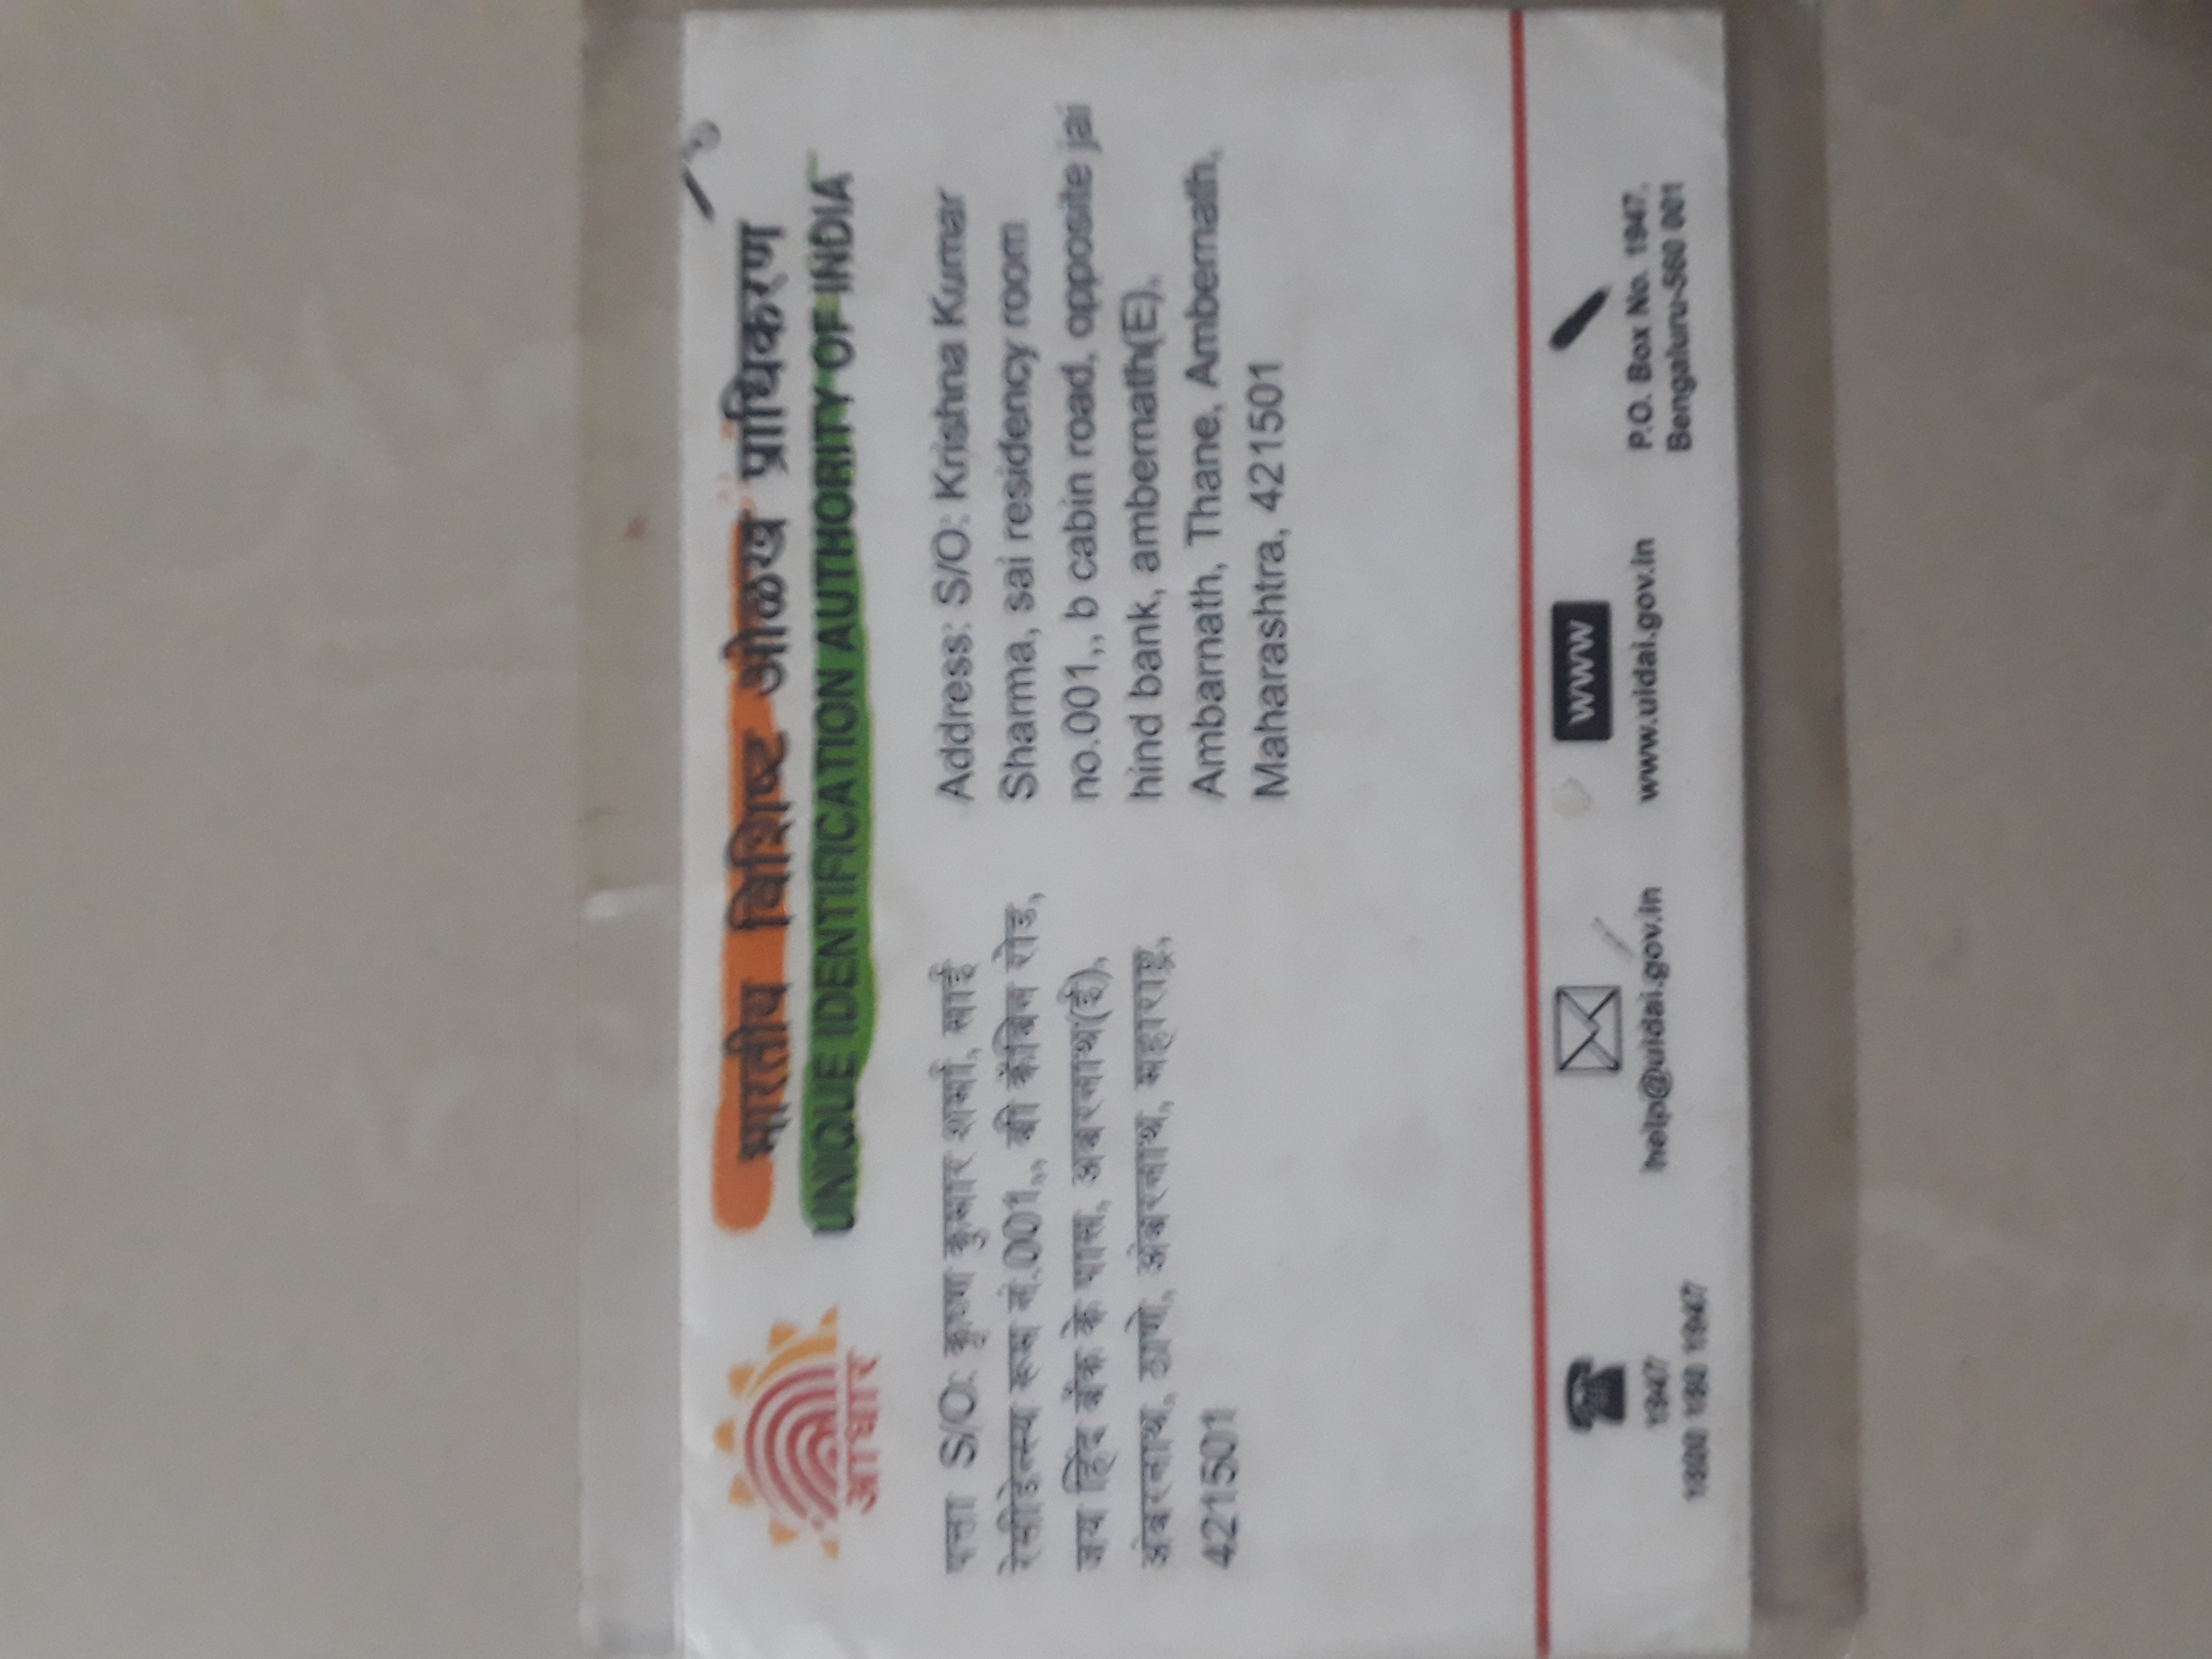 भारतीय विशिष्ट ओळख प्राधिकरण
UNIQUE IDENTIFICATION AUTHORITY OF INDIA
आधार
पत्ता S/O: कृष्ण कुमार शर्मा, साई
रेसीडेन्स्य रूम नं.001,,, बी केबिन रोड,
जय हिंद बँक के पास,, अंबरनाथ(ई),
अंबरनाथ,, ठाणे, अंबरनाथ,, महाराष्ट्र,
421501
Address: S/O: Krishna Kumar
Sharma, sai residency room
no.001,,, b cabin road, opposite jai
hind bank, ambernath(E),
Ambarnath, Thane, Ambernath,
Maharashtra, 421501
1947
1800 180 1947
help@uidai.gov.in
www
www.uidai.gov.in
P.O. Box No. 1947,
Bengaluru-560 001